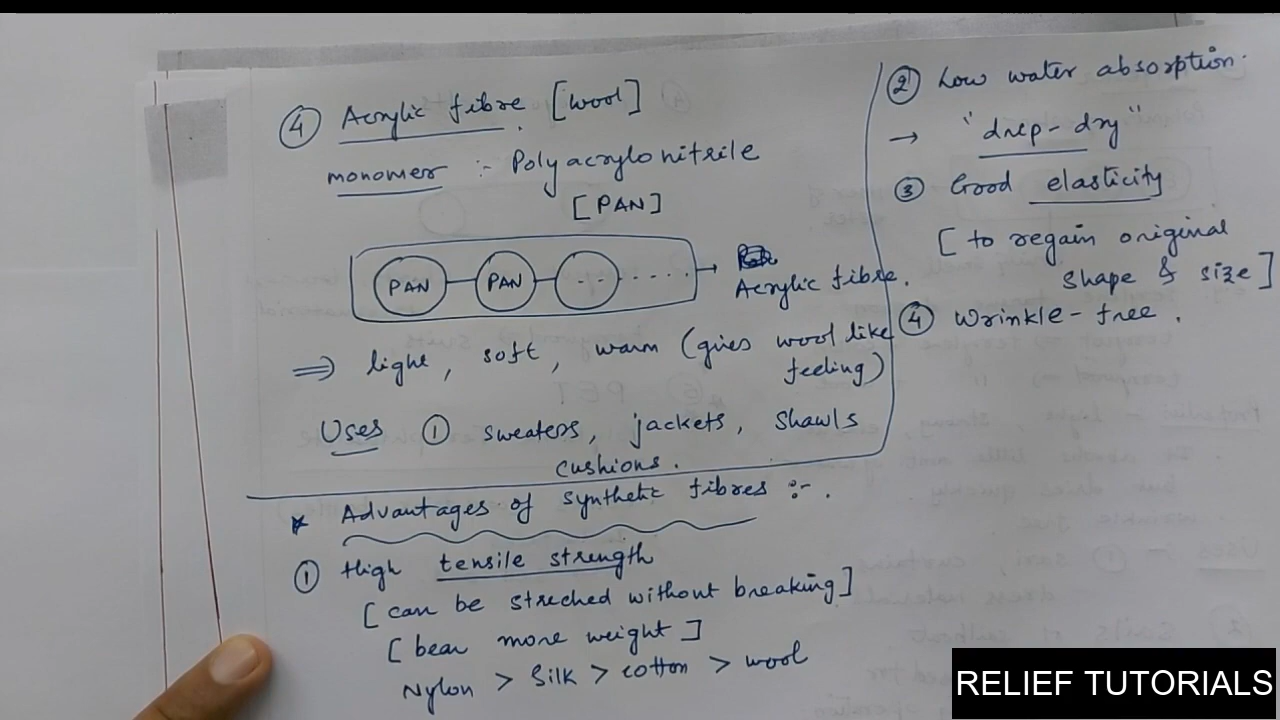 ④ Acrylic fibre [Wool]
monomer :- Polyacrylonitrile
[PAN]
PAN — PAN — ·· ····· → Acrylic fibre.
⇒ light, soft, warm (gives wool like
feeling)
Uses ① sweaters, jackets, shawls
cushions.
* Advantages of synthetic fibres :-.
① High tensile strength
[can be streched without breaking]
[bear more weight]
Nylon > Silk > cotton > wool
② Low water absorption.
→ "drep-dry"
③ Good elasticity
[to regain original
shape & size]
④ Wrinkle-free.
RELIEF TUTORIALS